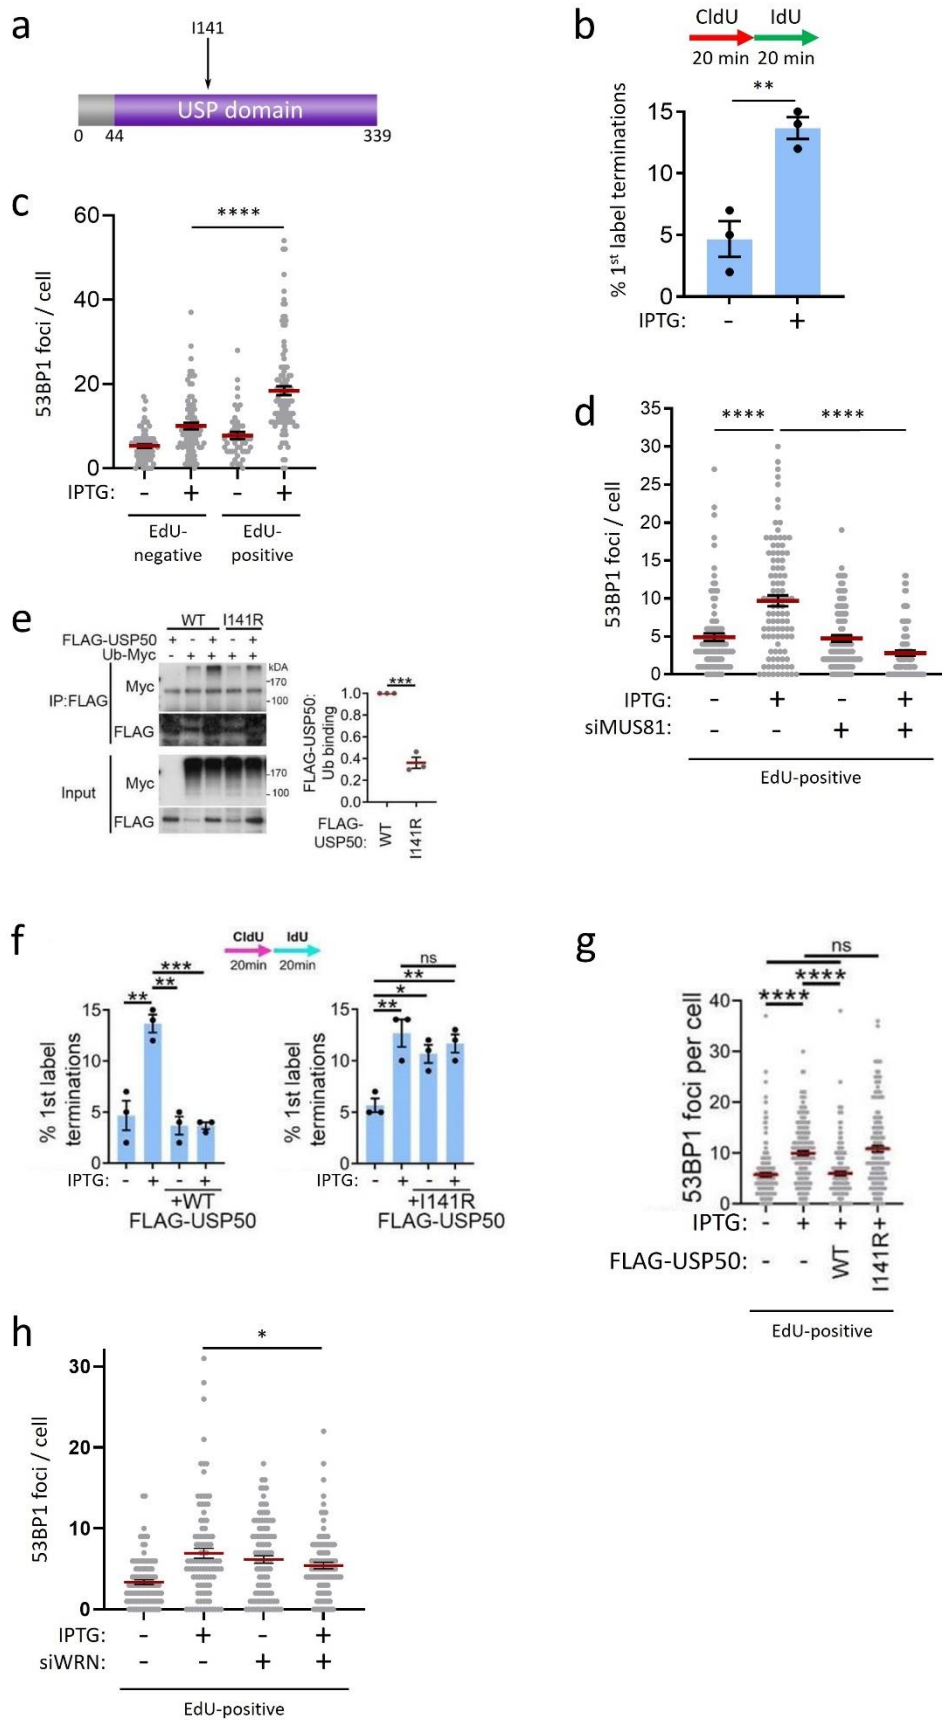 a
I141
USP domain
0 44 339
b
CldU IdU
20 min 20 min
**
% 1st label terminations
15
10
5
0
IPTG: - +
c
****
53BP1 foci / cell
60
40
20
0
IPTG: - + - +
EdU-negative EdU-positive
d
**** ****
53BP1 foci / cell
35
30
25
20
15
10
5
0
IPTG: - + - +
siMUS81: - - + +
EdU-positive
e
WT I141R
FLAG-USP50 + - + - +
Ub-Myc - + + + +
kDA
IP:FLAG
Myc
-170
-100
FLAG
Input
Myc
-170
-100
FLAG
***
FLAG-USP50:
Ub binding
1.0
0.8
0.6
0.4
0.2
0.0
FLAG-
USP50: WT I141R
f
CldU IdU
20min 20min
***
** **
% 1st label
terminations
15
10
5
0
IPTG: - + - +
+WT
FLAG-USP50
ns
**
*
**
% 1st label
terminations
15
10
5
0
IPTG: - + - +
+I141R
FLAG-USP50
g
ns
****
****
53BP1 foci per cell
40
30
20
10
0
IPTG: - + + +
FLAG-USP50: - - WT I141R
EdU-positive
h
*
53BP1 foci / cell
30
20
10
0
IPTG: - + - +
siWRN: - - + +
EdU-positive